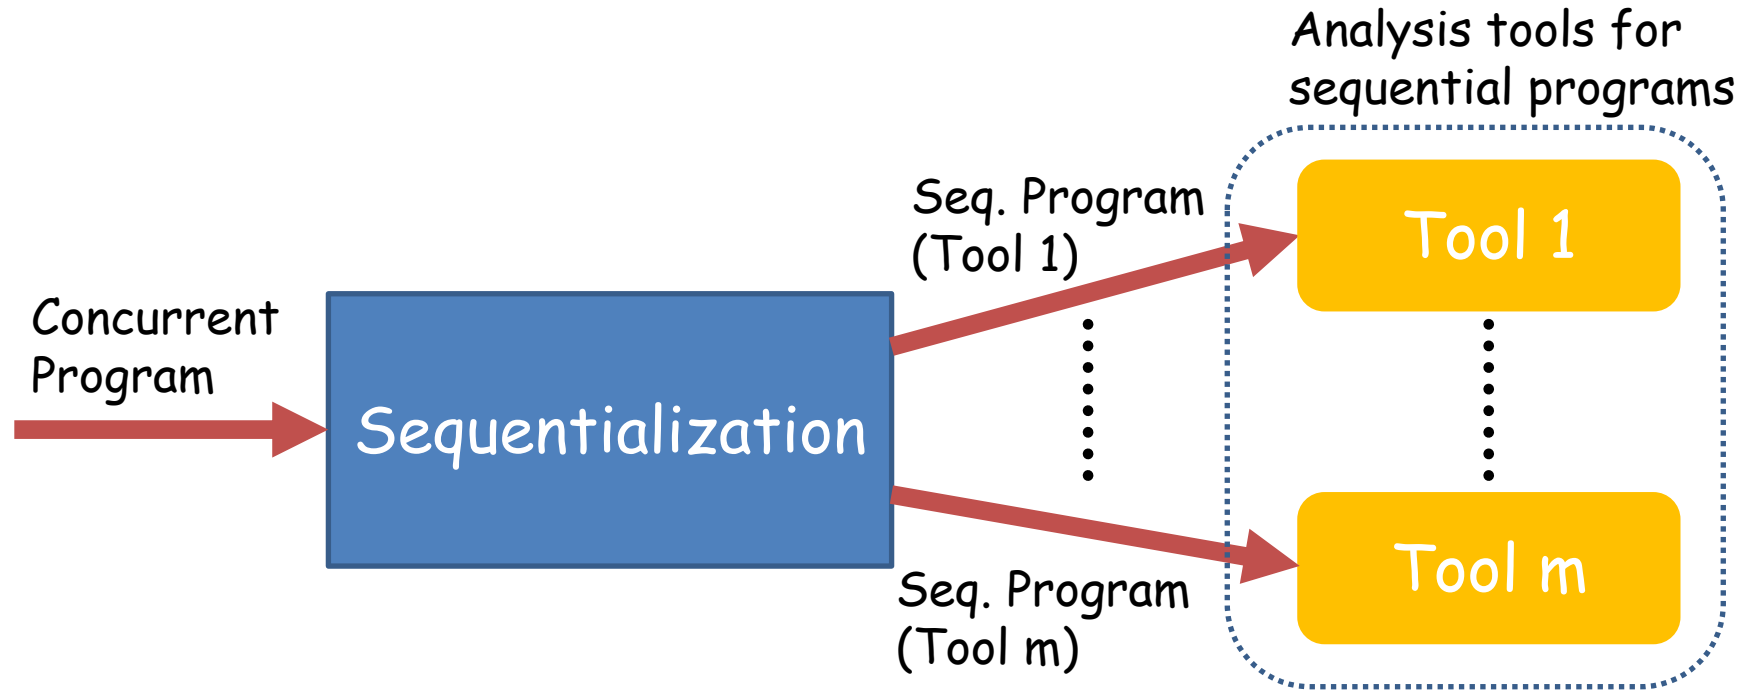 Analysis tools for
sequential programs
Seq. Program
(Tool 1)
Tool 1
Concurrent
Program
Sequentialization
Seq. Program
(Tool m)
Tool m